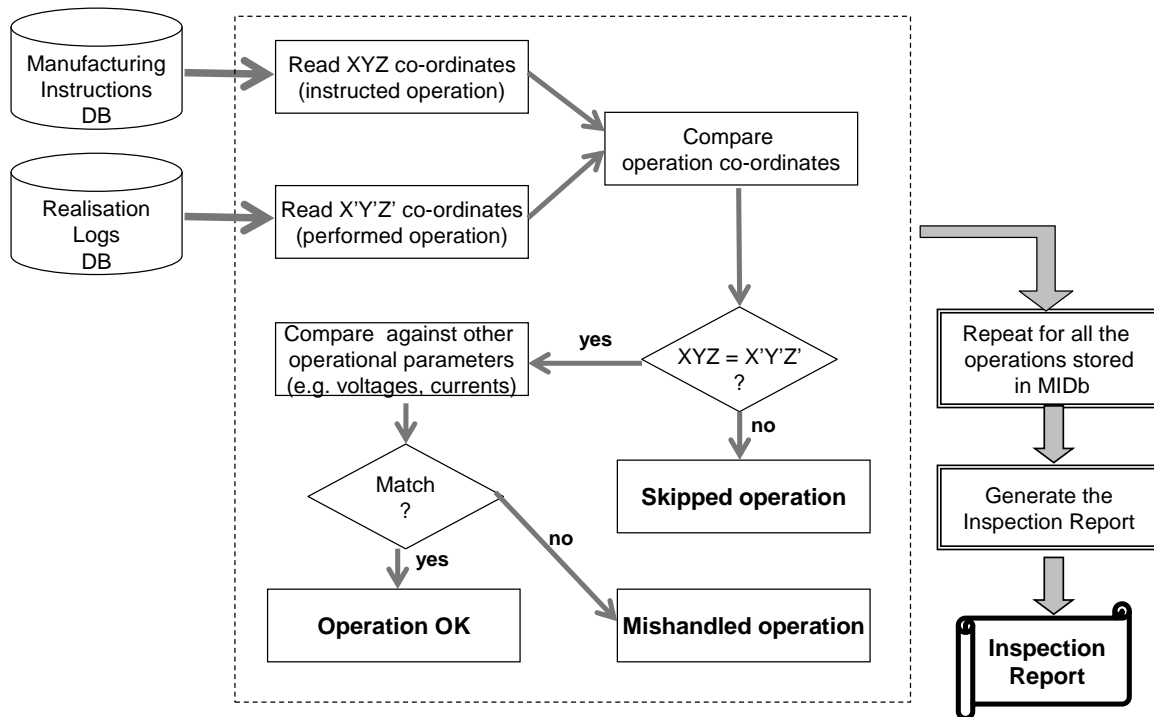 Manufacturing
Instructions
DB
Read XYZ co-ordinates
(instructed operation)
Compare
operation co-ordinates
Realisation
Logs
DB
Read X’Y’Z’ co-ordinates
(performed operation)
XYZ = X’Y’Z’
?
yes
no
Compare against other
operational parameters
(e.g. voltages, currents)
Skipped operation
Match
?
yes
no
Operation OK
Mishandled operation
Repeat for all the
operations stored
in MIDb
Generate the
Inspection Report
Inspection
Report